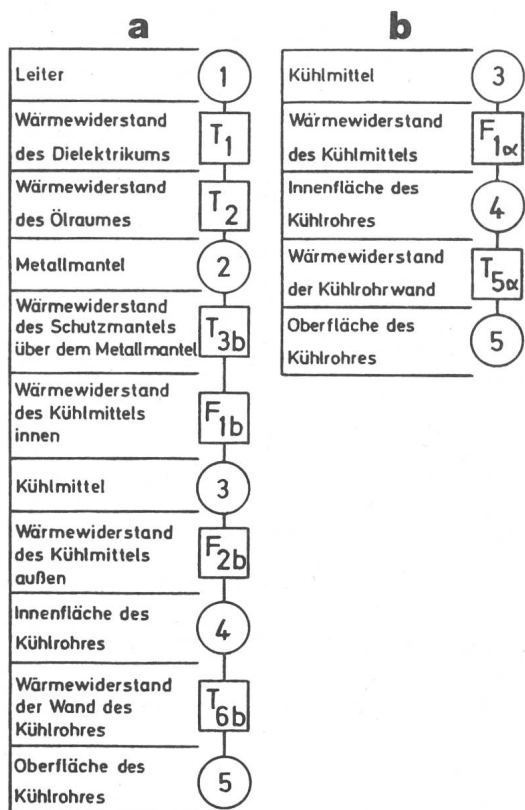 a
Leiter
1
Wärmewiderstand
des Dielektrikums
T1
Wärmewiderstand
des Ölraumes
T2
Metallmantel
2
Wärmewiderstand
des Schutzmantels
über dem Metallmantel
T3b
Wärmewiderstand
des Kühlmittels
innen
F1b
Kühlmittel
3
Wärmewiderstand
des Kühlmittels
außen
F2b
Innenfläche des
Kühlrohres
4
Wärmewiderstand
der Wand des
Kühlrohres
T6b
Oberfläche des
Kühlrohres
5
b
Kühlmittel
3
Wärmewiderstand
des Kühlmittels
F1α
Innenfläche des
Kühlrohres
4
Wärmewiderstand
der Kühlrohrwand
T5α
Oberfläche des
Kühlrohres
5